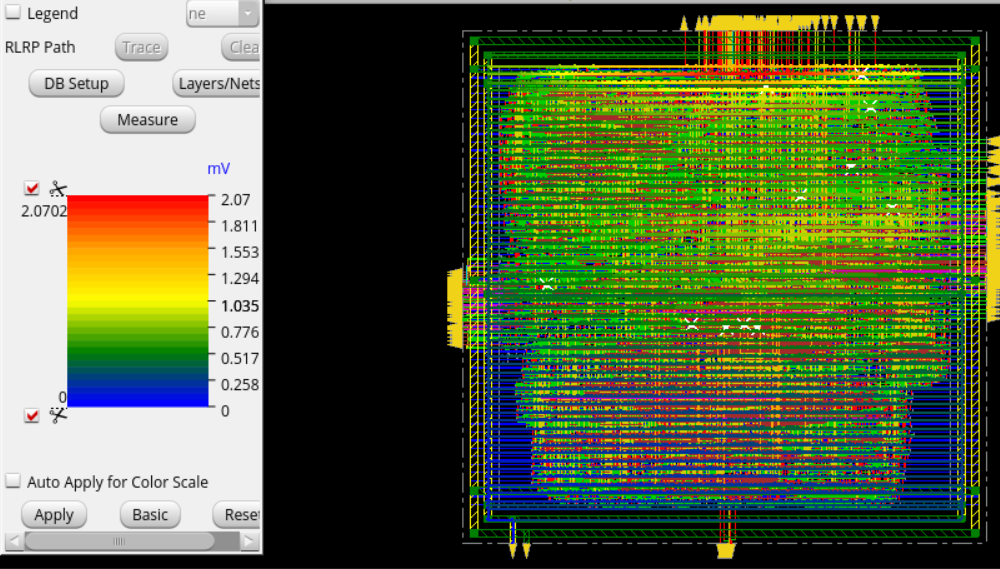 Legend
ne
RLRP Path
Trace
Clea
DB Setup
Layers/Nets
Measure
mV
2.0702
2.07
1.811
1.553
1.294
1.035
0.776
0.517
0.258
0
0
Auto Apply for Color Scale
Apply
Basic
Rese